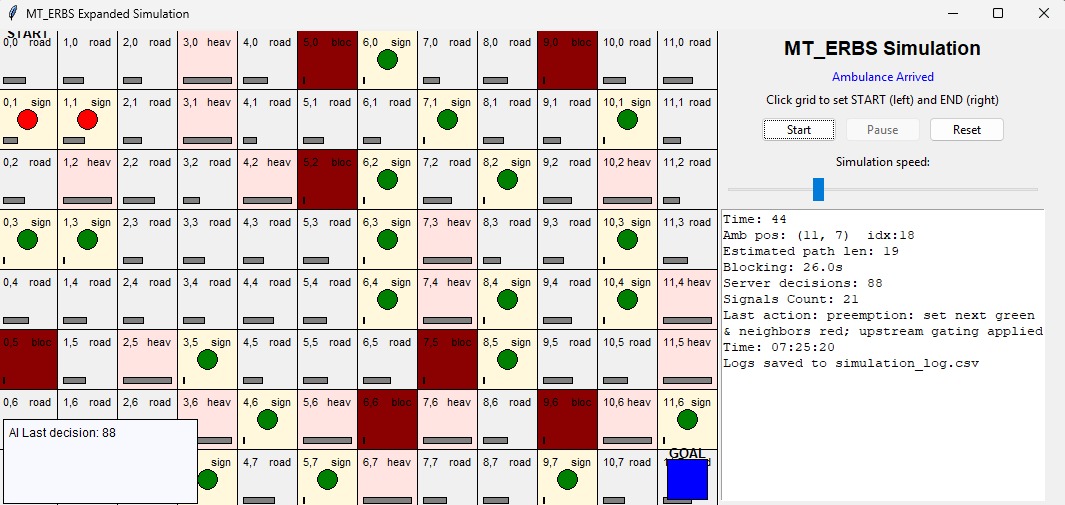 MT_ERBS Expanded Simulation
START
0,0 road 1,0 road 2,0 road 3,0 heav 4,0 road 5,0 bloc 6,0 sign 7,0 road 8,0 road 9,0 bloc 10,0 road 11,0 road
0,1 sign 1,1 sign 2,1 road 3,1 heav 4,1 road 5,1 road 6,1 road 7,1 sign 8,1 road 9,1 road 10,1 sign 11,1 road
0,2 road 1,2 heav 2,2 road 3,2 road 4,2 heav 5,2 bloc 6,2 sign 7,2 road 8,2 sign 9,2 road 10,2 heav 11,2 road
0,3 sign 1,3 sign 2,3 road 3,3 road 4,3 road 5,3 road 6,3 sign 7,3 heav 8,3 road 9,3 road 10,3 sign 11,3 road
0,4 road 1,4 road 2,4 road 3,4 road 4,4 road 5,4 road 6,4 sign 7,4 heav 8,4 sign 9,4 road 10,4 sign 11,4 heav
0,5 bloc 1,5 road 2,5 heav 3,5 sign 4,5 road 5,5 road 6,5 road 7,5 bloc 8,5 sign 9,5 road 10,5 road 11,5 heav
0,6 road 1,6 road 2,6 road 3,6 heav 4,6 sign 5,6 heav 6,6 bloc 7,6 heav 8,6 road 9,6 bloc 10,6 heav 11,6 sign
AI Last decision: 88
GOAL
sign 4,7 road 5,7 sign 6,7 heav 7,7 road 8,7 road 9,7 sign 10,7 road
MT_ERBS Simulation
Ambulance Arrived
Click grid to set START (left) and END (right)
Start Pause Reset
Simulation speed:
Time: 44
Amb pos: (11, 7) idx:18
Estimated path len: 19
Blocking: 26.0s
Server decisions: 88
Signals Count: 21
Last action: preemption: set next green
& neighbors red; upstream gating applied
Time: 07:25:20
Logs saved to simulation_log.csv